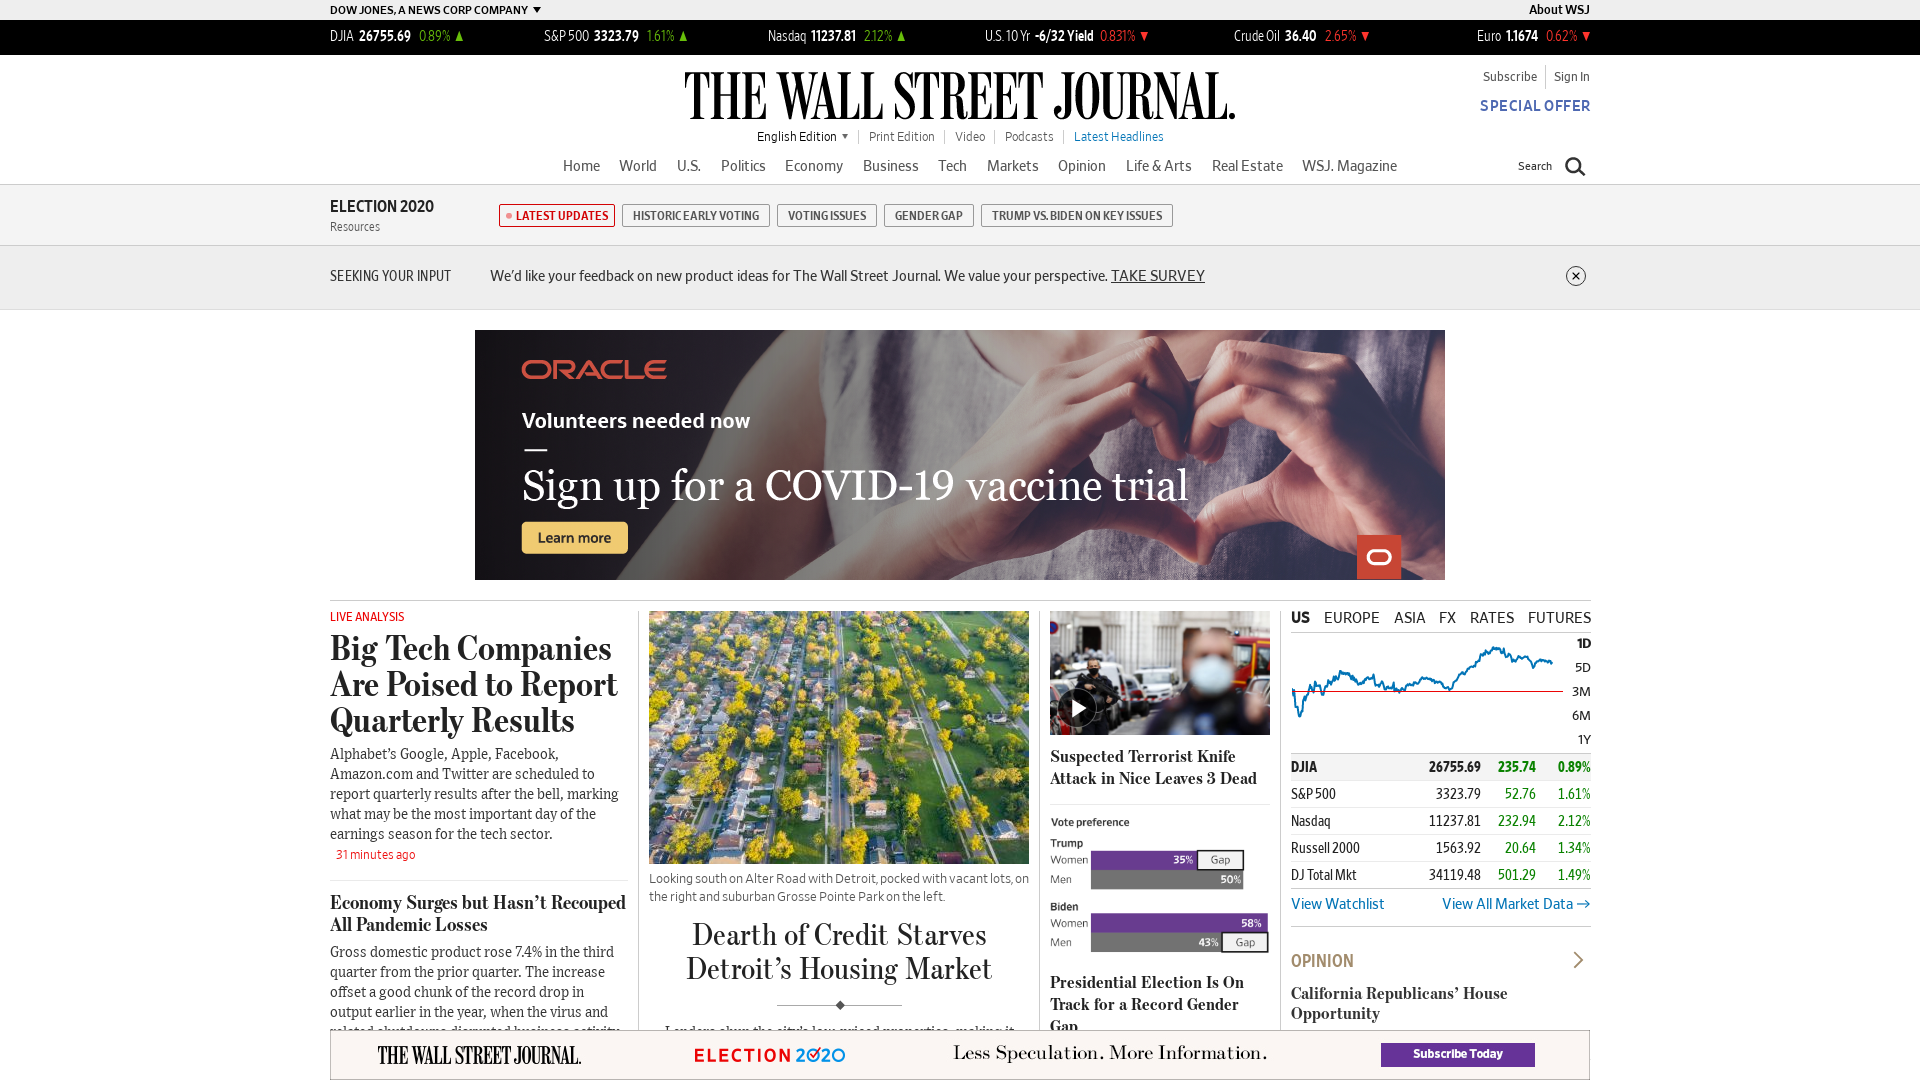 DOW JONES, A NEWS CORP COMPANY
About WSJ
DJIA 26755.69 0.89%
S&P 500 3323.79 1.61%
Nasdaq 11237.81 2.12%
U.S. 10 Yr -6/32 Yield 0.831%
Crude Oil 36.40 2.65%
Euro 1.1674 0.62%
THE WALL STREET JOURNAL.
Subscribe Sign In
SPECIAL OFFER
English Edition Print Edition Video Podcasts Latest Headlines
Home World U.S. Politics Economy Business Tech Markets Opinion Life & Arts Real Estate WSJ. Magazine
Search
ELECTION 2020
Resources
LATEST UPDATES HISTORIC EARLY VOTING VOTING ISSUES GENDER GAP TRUMP VS. BIDEN ON KEY ISSUES
SEEKING YOUR INPUT We’d like your feedback on new product ideas for The Wall Street Journal. We value your perspective. TAKE SURVEY
ORACLE
Volunteers needed now
Sign up for a COVID-19 vaccine trial
Learn more
LIVE ANALYSIS
Big Tech Companies
Are Poised to Report
Quarterly Results
Alphabet’s Google, Apple, Facebook,
Amazon.com and Twitter are scheduled to
report quarterly results after the bell, marking
what may be the most important day of the
earnings season for the tech sector.
31 minutes ago
Economy Surges but Hasn’t Recouped
All Pandemic Losses
Gross domestic product rose 7.4% in the third
quarter from the prior quarter. The increase
offset a good chunk of the record drop in
output earlier in the year, when the virus and
related shutdowns disrupted business activity
Looking south on Alter Road with Detroit, pocked with vacant lots, on
the right and suburban Grosse Pointe Park on the left.
Dearth of Credit Starves
Detroit’s Housing Market
Lenders shun the city’s low-priced properties, making it
Suspected Terrorist Knife
Attack in Nice Leaves 3 Dead
Vote preference
Trump
Women 35% Gap
Men 50%
Biden
Women 58%
Men 43% Gap
Presidential Election Is On
Track for a Record Gender
Gap
US EUROPE ASIA FX RATES FUTURES
1D
5D
3M
6M
1Y
DJIA 26755.69 235.74 0.89%
S&P 500 3323.79 52.76 1.61%
Nasdaq 11237.81 232.94 2.12%
Russell 2000 1563.92 20.64 1.34%
DJ Total Mkt 34119.48 501.29 1.49%
View Watchlist View All Market Data
OPINION
California Republicans’ House
Opportunity
THE WALL STREET JOURNAL.
ELECTION 2020
Less Speculation. More Information.
Subscribe Today